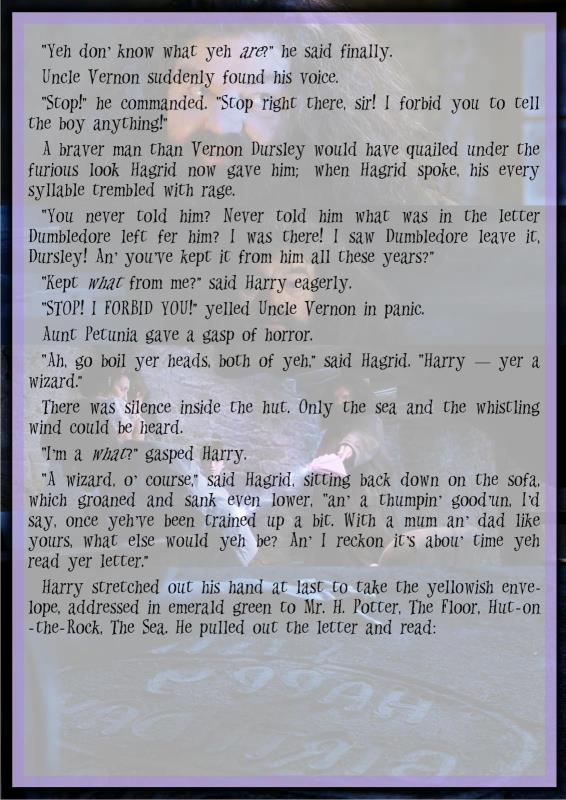 "Yeh don' know what yeh are?" he said finally.
Uncle Vernon suddenly found his voice.
"Stop!" he commanded. "Stop right there, sir! I forbid you to tell
the boy anything!"
A braver man than Vernon Dursley would have quailed under the
furious look Hagrid now gave him; when Hagrid spoke, his every
syllable trembled with rage.
"You never told him? Never told him what was in the letter
Dumbledore left fer him? I was there! I saw Dumbledore leave it,
Dursley! An' you've kept it from him all these years?"
"Kept what from me?" said Harry eagerly.
"STOP! I FORBID YOU!" yelled Uncle Vernon in panic.
Aunt Petunia gave a gasp of horror.
"Ah, go boil yer heads, both of yeh," said Hagrid. "Harry — yer a
wizard."
There was silence inside the hut. Only the sea and the whistling
wind could be heard.
"I'm a what?" gasped Harry.
"A wizard, o' course," said Hagrid, sitting back down on the sofa,
which groaned and sank even lower, "an' a thumpin' good'un, I'd
say, once yeh've been trained up a bit. With a mum an' dad like
yours, what else would yeh be? An' I reckon it's abou' time yeh
read yer letter."
Harry stretched out his hand at last to take the yellowish enve-
lope, addressed in emerald green to Mr. H. Potter, The Floor, Hut-on
-the-Rock, The Sea. He pulled out the letter and read: